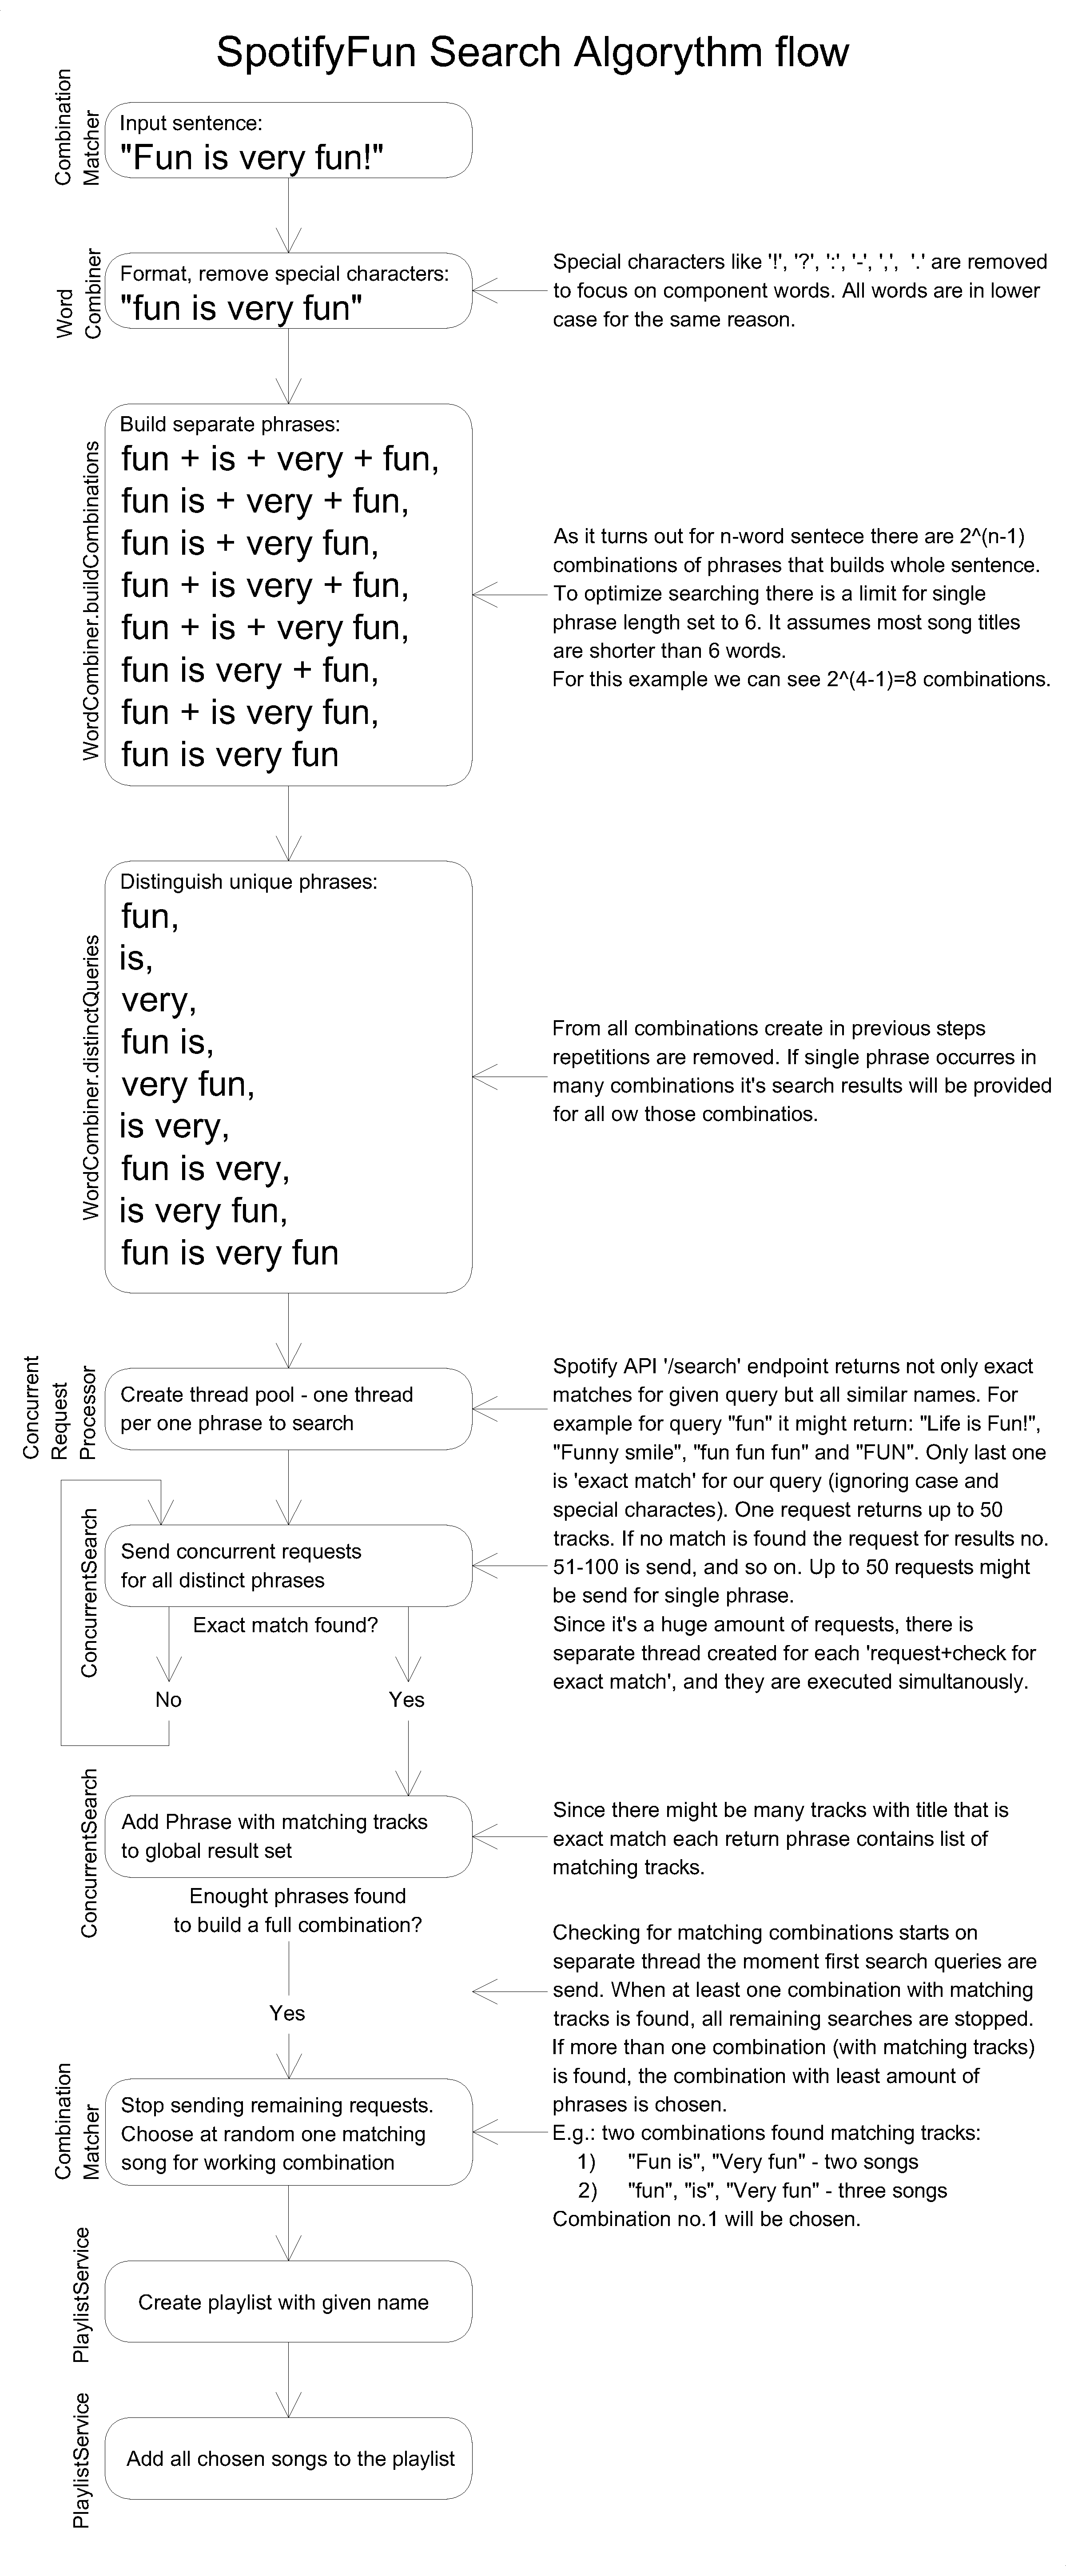 SpotifyFun Search Algorythm flow
Combination
Matcher
Input sentence:
"Fun is very fun!"
Word
Combiner
Format, remove special characters:
"fun is very fun"
Special characters like '!', '?', ':', '-', ',',  '.' are removed
to focus on component words. All words are in lower
case for the same reason.
WordCombiner.buildCombinations
Build separate phrases:
fun + is + very + fun,
fun is + very + fun,
fun is + very fun,
fun + is very + fun,
fun + is + very fun,
fun is very + fun,
fun + is very fun,
fun is very fun
As it turns out for n-word sentece there are 2^(n-1)
combinations of phrases that builds whole sentence.
To optimize searching there is a limit for single
phrase length set to 6. It assumes most song titles
are shorter than 6 words.
For this example we can see 2^(4-1)=8 combinations.
WordCombiner.distinctQueries
Distinguish unique phrases:
fun,
is,
very,
fun is,
very fun,
is very,
fun is very,
is very fun,
fun is very fun
From all combinations create in previous steps
repetitions are removed. If single phrase occurres in
many combinations it's search results will be provided
for all ow those combinatios.
Concurrent
Request
Processor
Create thread pool - one thread
per one phrase to search
Spotify API '/search' endpoint returns not only exact
matches for given query but all similar names. For
example for query "fun" it might return: "Life is Fun!",
"Funny smile", "fun fun fun" and "FUN". Only last one
is 'exact match' for our query (ignoring case and
special charactes). One request returns up to 50
tracks. If no match is found the request for results no.
51-100 is send, and so on. Up to 50 requests might
be send for single phrase.
Since it's a huge amount of requests, there is
separate thread created for each 'request+check for
exact match', and they are executed simultanously.
ConcurrentSearch
Send concurrent requests
for all distinct phrases
Exact match found?
No
Yes
ConcurrentSearch
Add Phrase with matching tracks
to global result set
Since there might be many tracks with title that is
exact match each return phrase contains list of
matching tracks.
Enought phrases found
to build a full combination?
Yes
Checking for matching combinations starts on
separate thread the moment first search queries are
send. When at least one combination with matching
tracks is found, all remaining searches are stopped.
If more than one combination (with matching tracks)
is found, the combination with least amount of
phrases is chosen.
E.g.: two combinations found matching tracks:
1) "Fun is", "Very fun" - two songs
2) "fun", "is", "Very fun" - three songs
Combination no.1 will be chosen.
Combination
Matcher
Stop sending remaining requests.
Choose at random one matching
song for working combination
PlaylistService
Create playlist with given name
PlaylistService
Add all chosen songs to the playlist